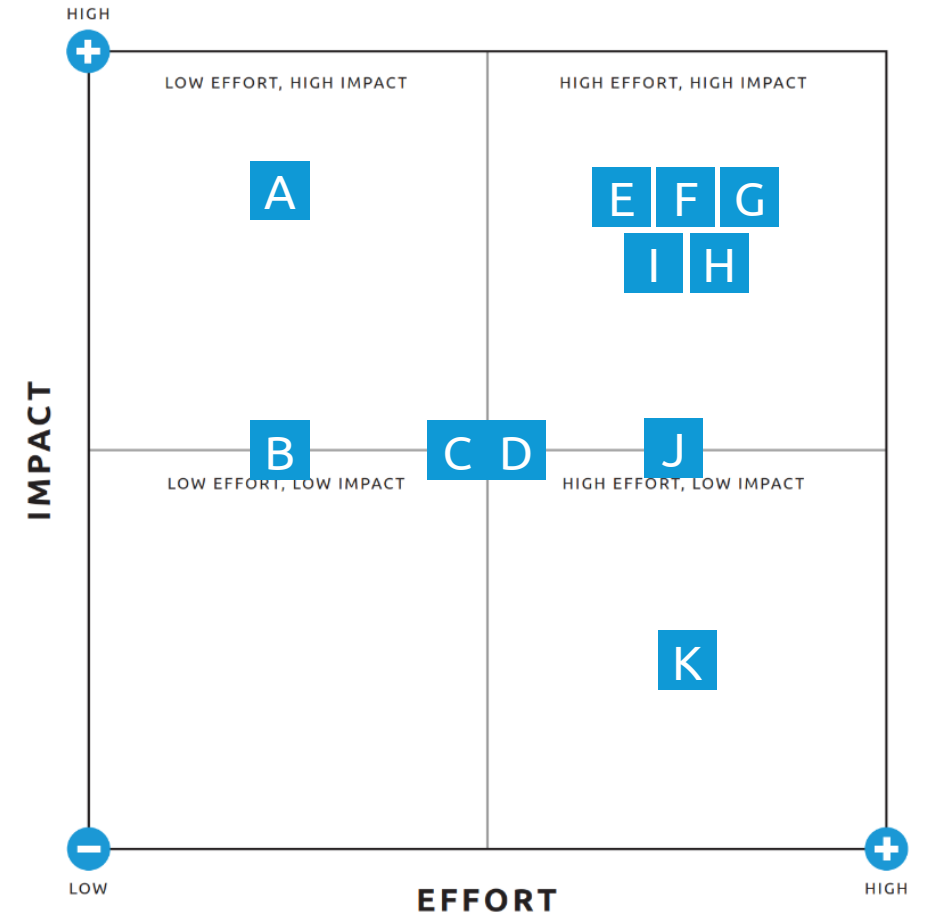 HIGH
LOW EFFORT, HIGH IMPACT
HIGH EFFORT, HIGH IMPACT
A
E F G
I H
IMPACT
B
C D
J
LOW EFFORT, LOW IMPACT
HIGH EFFORT, LOW IMPACT
K
LOW
EFFORT
HIGH